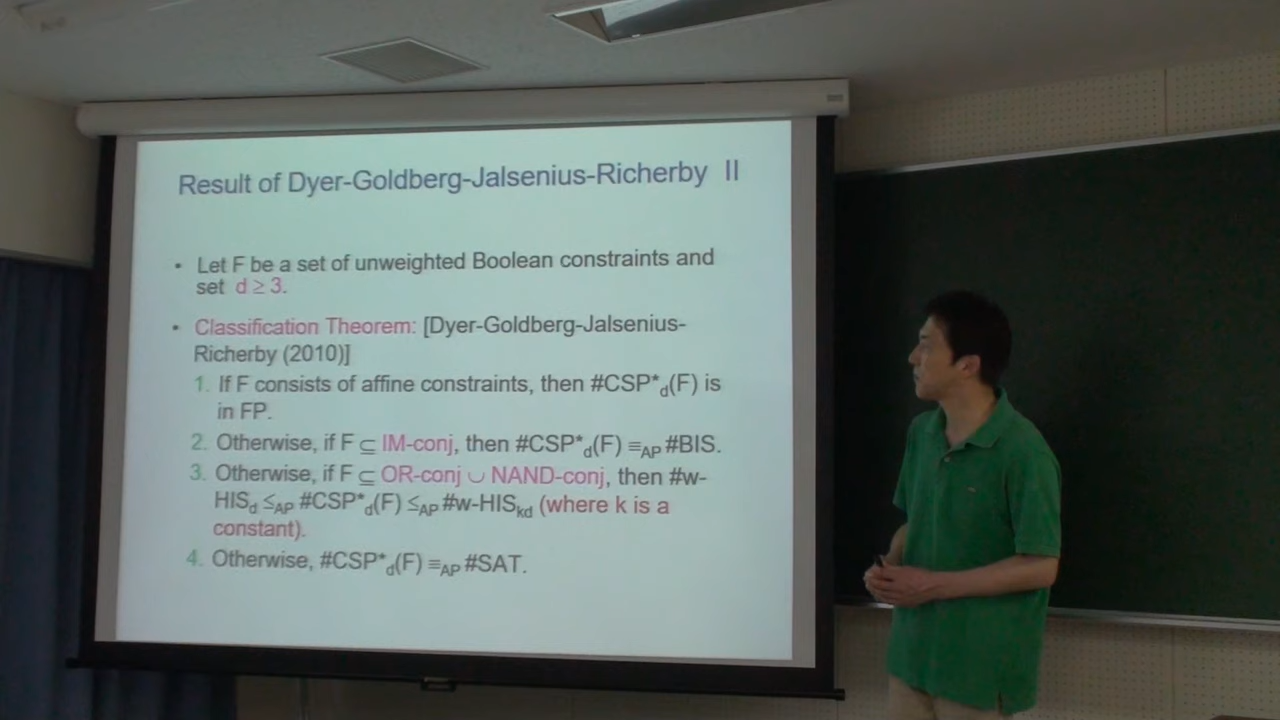 Result of Dyer-Goldberg-Jalsenius-Richerby II
• Let F be a set of unweighted Boolean constraints and
set d ≥ 3.
• Classification Theorem: [Dyer-Goldberg-Jalsenius-
Richerby (2010)]
1. If F consists of affine constraints, then #CSP*d(F) is
in FP.
2. Otherwise, if F ⊆ IM-conj, then #CSP*d(F) ≡AP #BIS.
3. Otherwise, if F ⊆ OR-conj ∪ NAND-conj, then #w-
HISd ≤AP #CSP*d(F) ≤AP #w-HISkd (where k is a
constant).
4. Otherwise, #CSP*d(F) ≡AP #SAT.